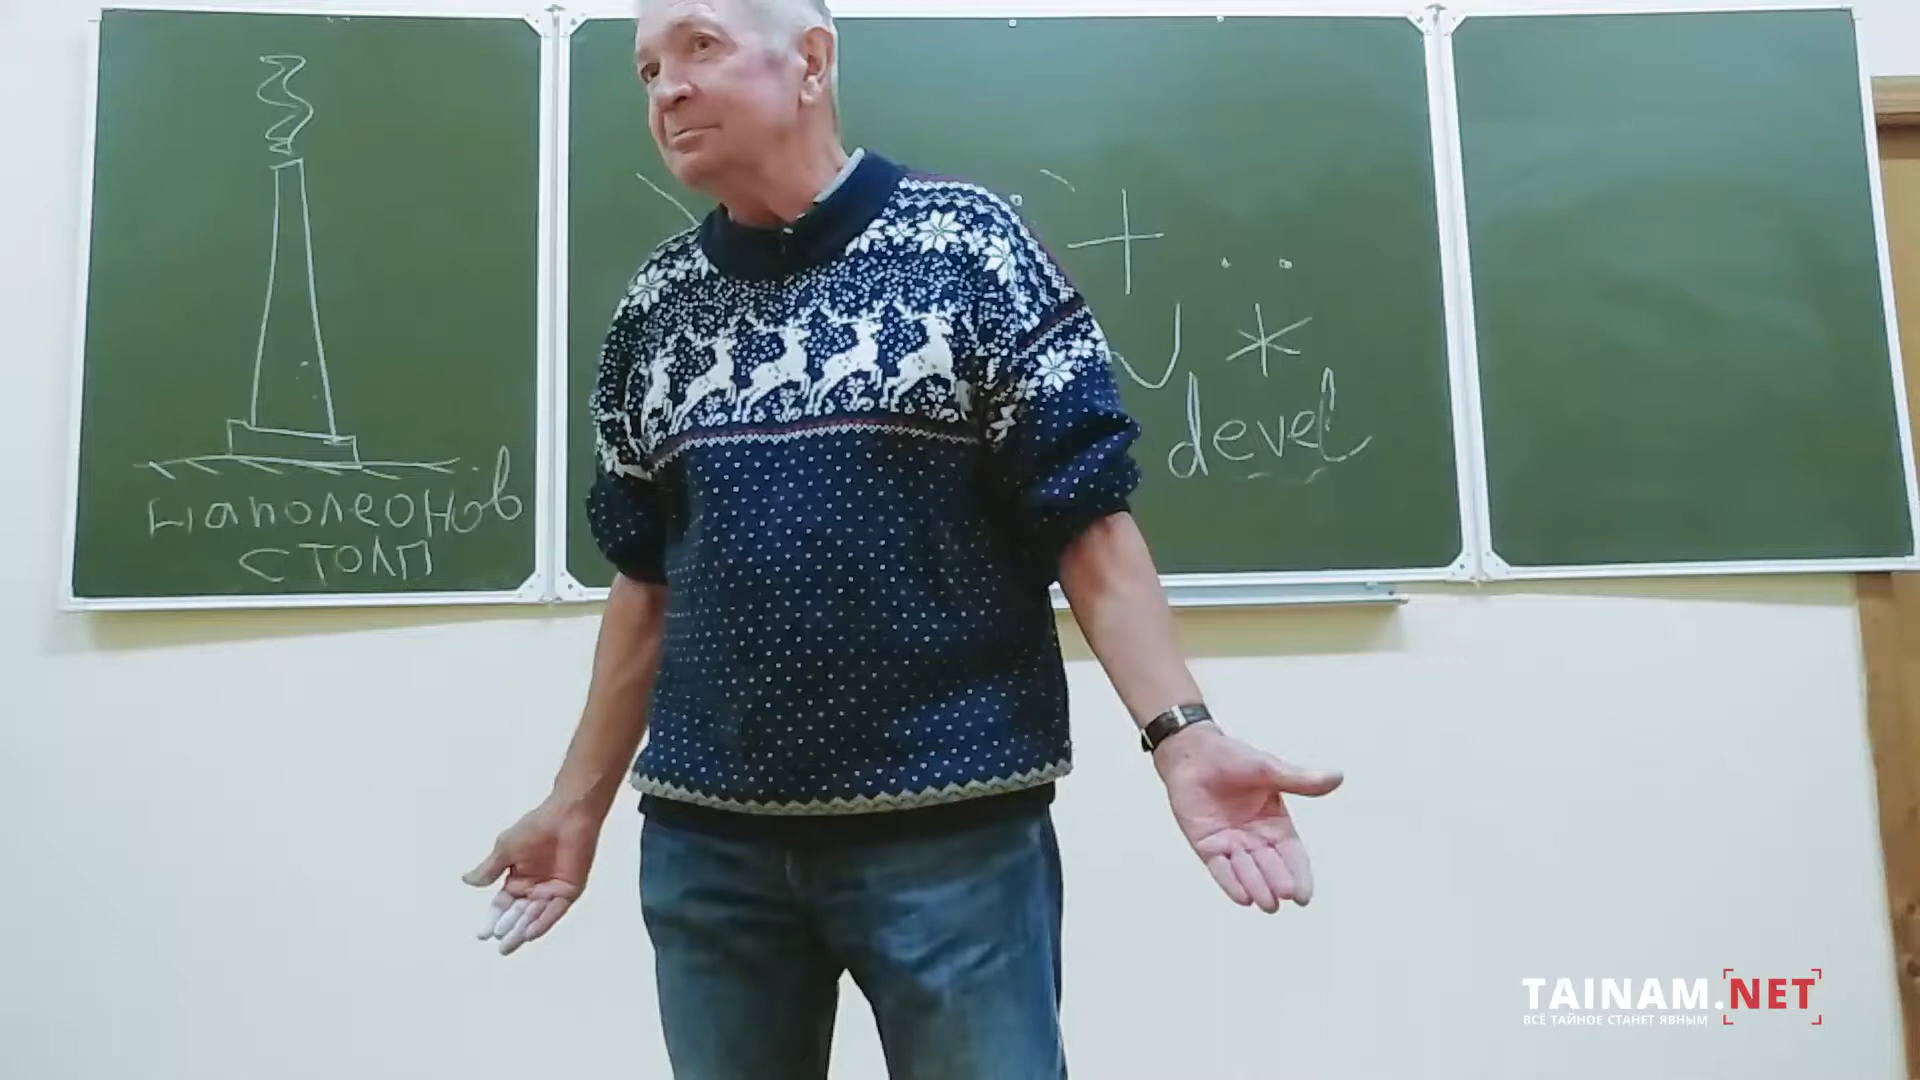 наполеонов
столп
devel
TAINAM.NET
ВСЁ ТАЙНОЕ СТАНЕТ ЯВНЫМ